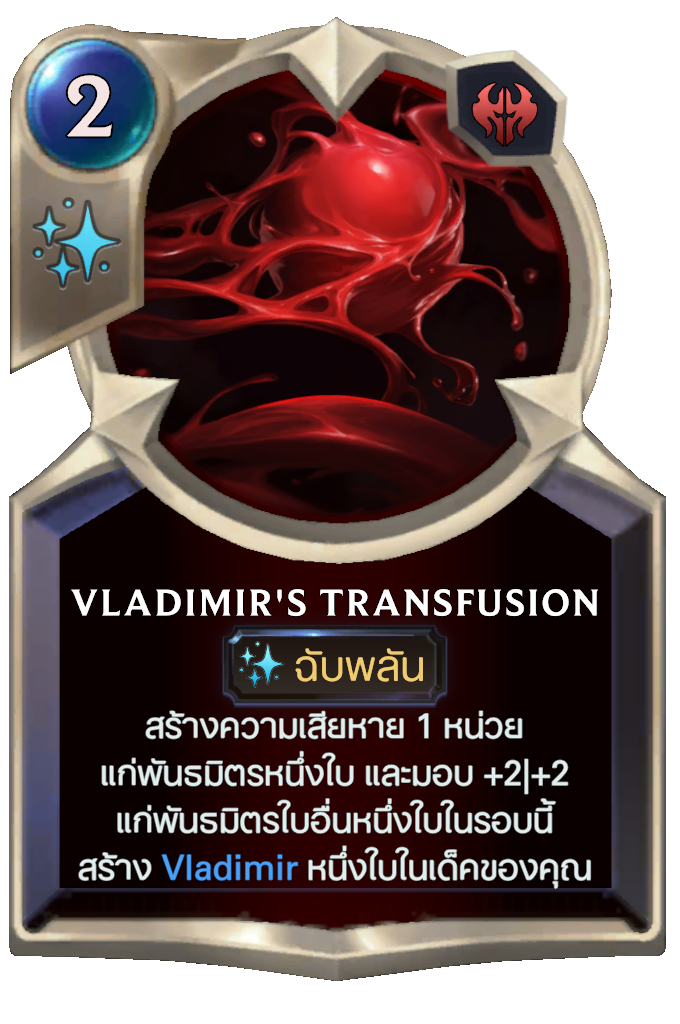 2
VLADIMIR'S TRANSFUSION
ฉับพลัน
สร้างความเสียหาย 1 หน่วย
แก่พันธมิตรหนึ่งใบ และมอบ +2|+2
แก่พันธมิตรใบอื่นหนึ่งใบในรอบนี้
สร้าง Vladimir หนึ่งใบในเด็คของคุณ